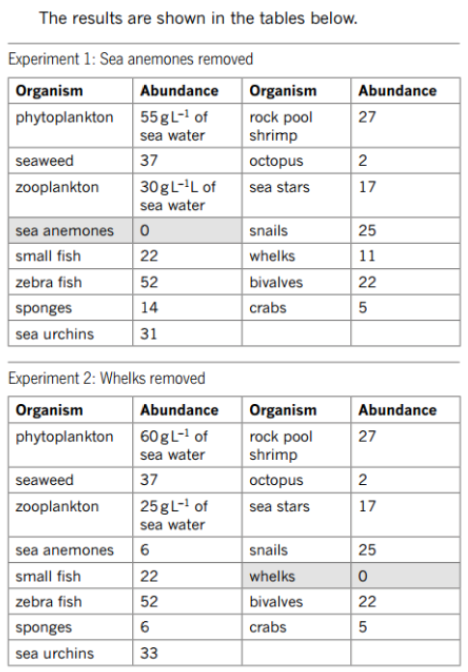 The results are shown in the tables below.
Experiment 1: Sea anemones removed
Organism Abundance Organism Abundance
phytoplankton 55 g L⁻¹ of sea water rock pool shrimp 27
seaweed 37 octopus 2
zooplankton 30 g L⁻¹L of sea water sea stars 17
sea anemones 0 snails 25
small fish 22 whelks 11
zebra fish 52 bivalves 22
sponges 14 crabs 5
sea urchins 31
Experiment 2: Whelks removed
Organism Abundance Organism Abundance
phytoplankton 60 g L⁻¹ of sea water rock pool shrimp 27
seaweed 37 octopus 2
zooplankton 25 g L⁻¹ of sea water sea stars 17
sea anemones 6 snails 25
small fish 22 whelks 0
zebra fish 52 bivalves 22
sponges 6 crabs 5
sea urchins 33